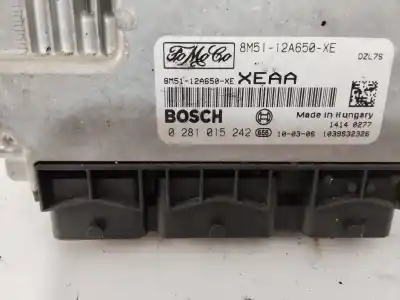 FoMoCo
8M51-12A650-XE
DZL7S
8M51-12A650-XE XEAA
BOSCH
Made in Hungary
1414 0277
0 281 015 242
10-03-06
1039S32326